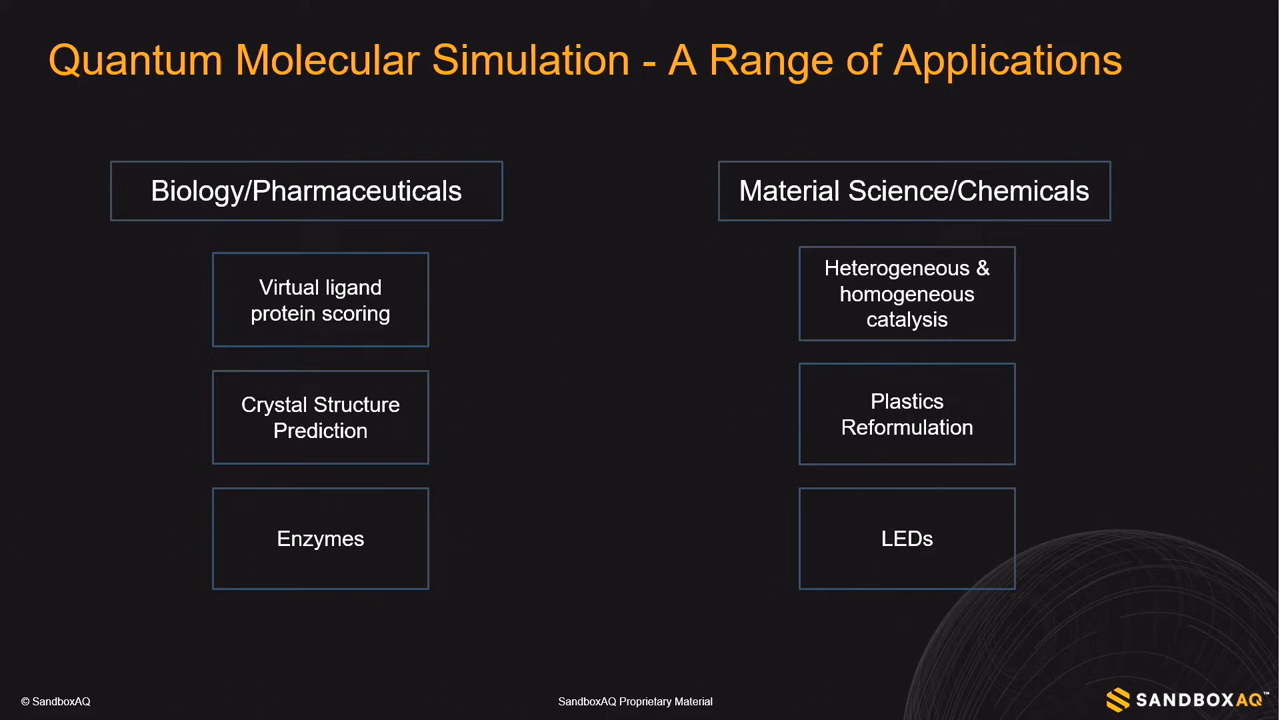 Quantum Molecular Simulation - A Range of Applications
Biology/Pharmaceuticals
Virtual ligand
protein scoring
Crystal Structure
Prediction
Enzymes
Material Science/Chemicals
Heterogeneous &
homogeneous
catalysis
Plastics
Reformulation
LEDs
© SandboxAQ
SandboxAQ Proprietary Material
SANDBOXAQ™